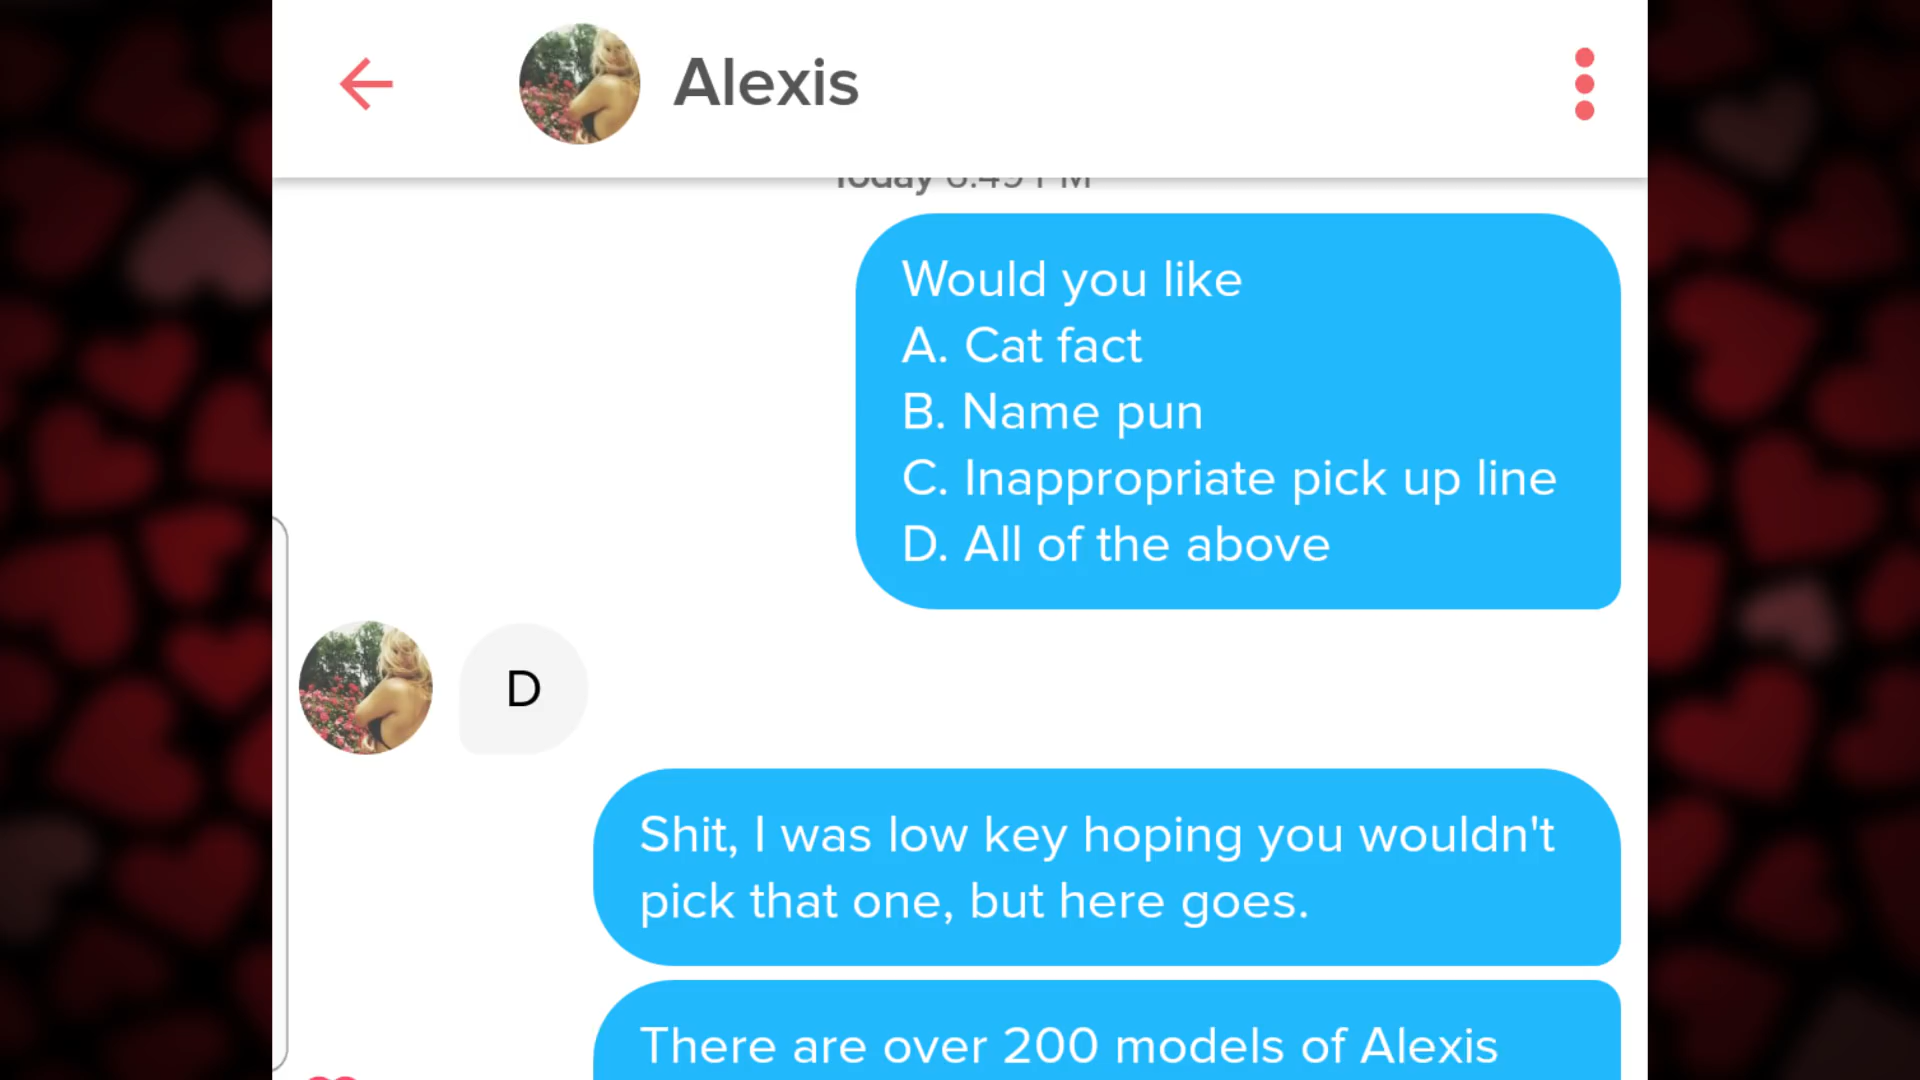 Alexis
Today
Would you like
A. Cat fact
B. Name pun
C. Inappropriate pick up line
D. All of the above
D
Shit, I was low key hoping you wouldn't
pick that one, but here goes.
There are over 200 models of Alexis